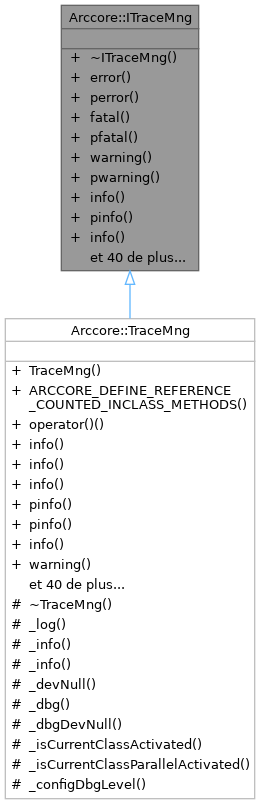 Arccore::ITraceMng
+ ~ITraceMng()
+ error()
+ perror()
+ fatal()
+ pfatal()
+ warning()
+ pwarning()
+ info()
+ pinfo()
+ info()
et 40 de plus...
Arccore::TraceMng
+ TraceMng()
+ ARCCORE_DEFINE_REFERENCE
_COUNTED_INCLASS_METHODS()
+ operator()()
+ info()
+ info()
+ info()
+ pinfo()
+ pinfo()
+ info()
+ warning()
et 40 de plus...
# ~TraceMng()
# _log()
# _info()
# _info()
# _devNull()
# _dbg()
# _dbgDevNull()
# _isCurrentClassActivated()
# _isCurrentClassParallelActivated()
# _configDbgLevel()